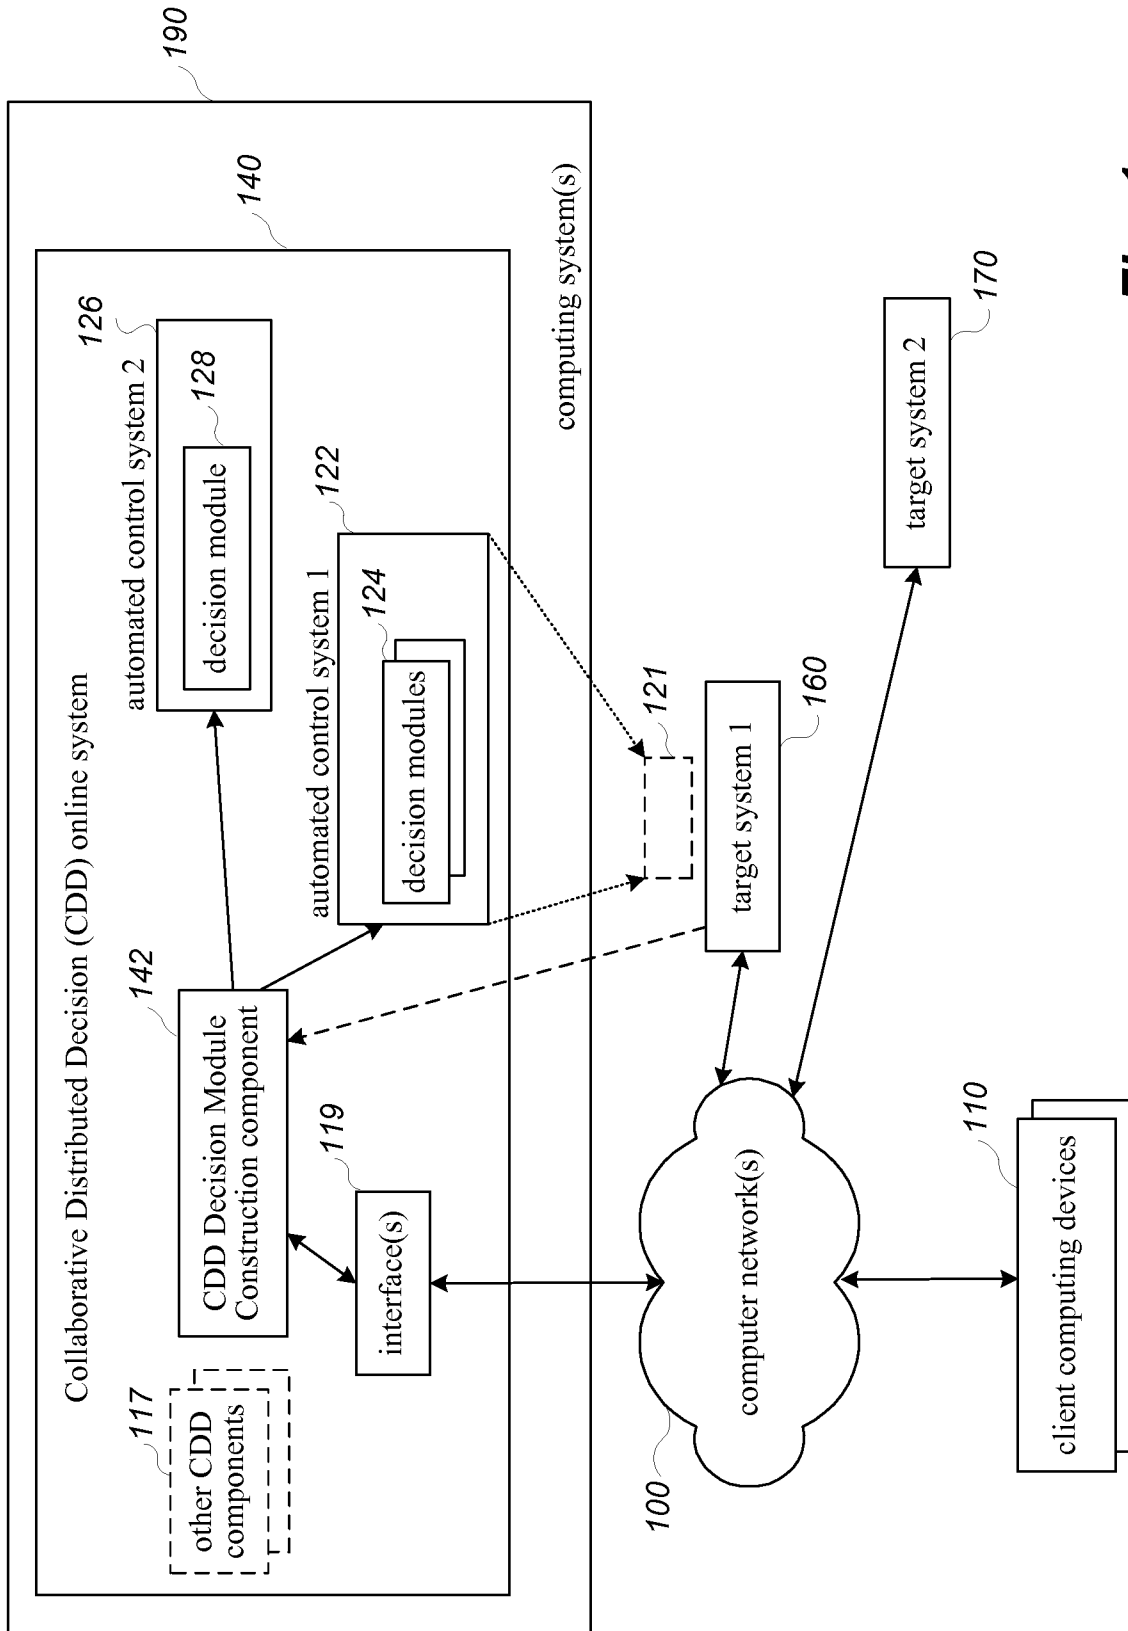 190
140
Collaborative Distributed Decision (CDD) online system
117
other CDD
components
142
CDD Decision Module
Construction component
126
automated control system 2
128
decision module
119
interface(s)
122
automated control system 1
124
decision modules
computing system(s)
121
100
computer network(s)
target system 1
160
target system 2
170
110
client computing devices